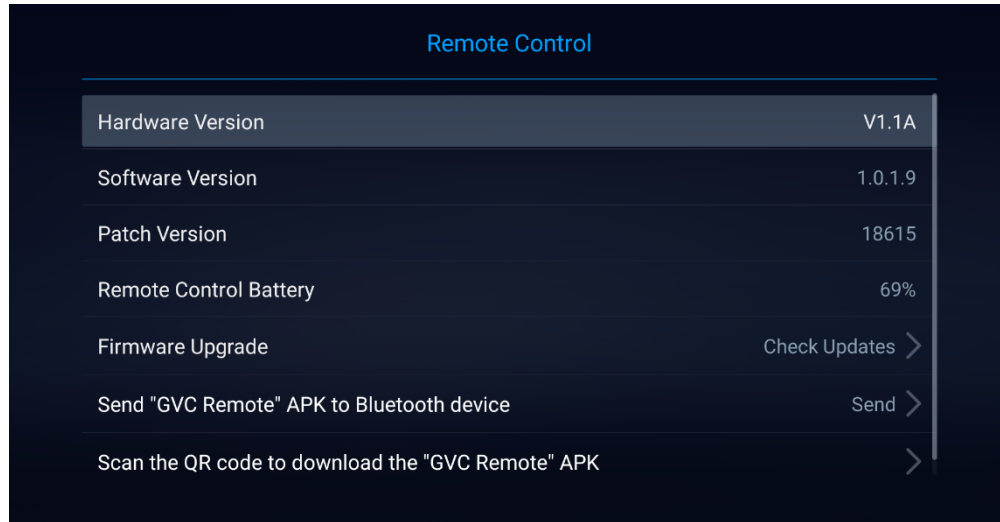 Remote Control
Hardware Version V1.1A
Software Version 1.0.1.9
Patch Version 18615
Remote Control Battery 69%
Firmware Upgrade Check Updates
Send "GVC Remote" APK to Bluetooth device Send
Scan the QR code to download the "GVC Remote" APK